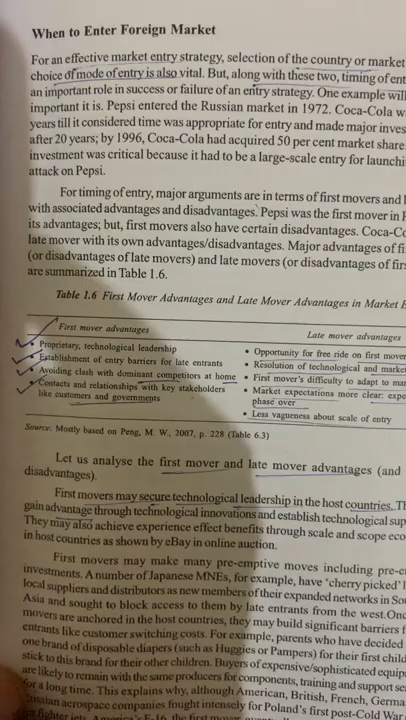 When to Enter Foreign Market
For an effective market entry strategy, selection of the country or market
choice of mode of entry is also vital. But, along with these two, timing of ent
an important role in success or failure of an entry strategy. One example will
important it is. Pepsi entered the Russian market in 1972. Coca-Cola w
years till it considered time was appropriate for entry and made major inves
after 20 years; by 1996, Coca-Cola had acquired 50 per cent market share
investment was critical because it had to be a large-scale entry for launchi
attack on Pepsi.
For timing of entry, major arguments are in terms of first movers and l
with associated advantages and disadvantages. Pepsi was the first mover in
its advantages; but, first movers also have certain disadvantages. Coca-Co
late mover with its own advantages/disadvantages. Major advantages of fi
(or disadvantages of late movers) and late movers (or disadvantages of firs
are summarized in Table 1.6.
Table 1.6 First Mover Advantages and Late Mover Advantages in Market E
First mover advantages
Late mover advantages
• Proprietary, technological leadership
• Establishment of entry barriers for late entrants
• Avoiding clash with dominant competitors at home
• Contacts and relationships with key stakeholders
like customers and governments
• Opportunity for free ride on first mover
• Resolution of technological and market
• First mover's difficulty to adapt to mar
• Market expectations more clear: expe
phase over
• Less vagueness about scale of entry
Source: Mostly based on Peng, M. W., 2007, p. 228 (Table 6.3)
Let us analyse the first mover and late mover advantages (and
disadvantages).
First movers may secure technological leadership in the host countries. Th
gain advantage through technological innovations and establish technological sup
They may also achieve experience effect benefits through scale and scope eco
in host countries as shown by eBay in online auction.
First movers may make many pre-emptive moves including pre-e
investments. A number of Japanese MNEs, for example, have 'cherry picked' l
local suppliers and distributors as new members of their expanded networks in Sou
Asia and sought to block access to them by late entrants from the west. Onc
movers are anchored in the host countries, they may build significant barriers f
entrants like customer switching costs. For example, parents who have decided
one brand of disposable diapers (such as Huggies or Pampers) for their first child
stick to this brand for their other children. Buyers of expensive/sophisticated equip
are likely to remain with the same producers for components, training and support se
for a long time. This explains why, although American, British, French, Germa
Russian aerospace companies fought intensely for Poland's first post-Cold War
for fighter jets, America's F-16